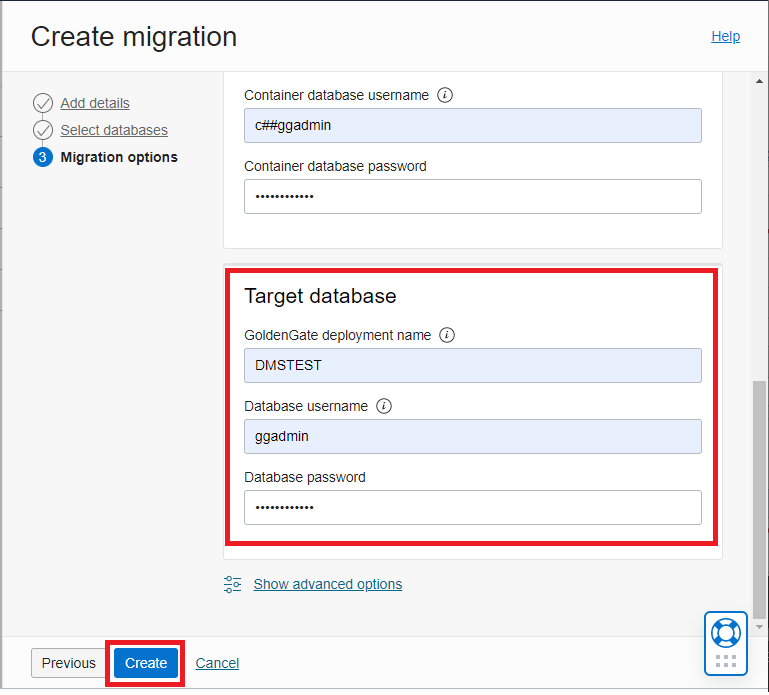 Create migration
Help
Add details
Select databases
3 Migration options
Container database username i
c##ggadmin
Container database password
••••••••••••
Target database
GoldenGate deployment name i
DMSTEST
Database username i
ggadmin
Database password
••••••••••••
Show advanced options
Previous Create Cancel